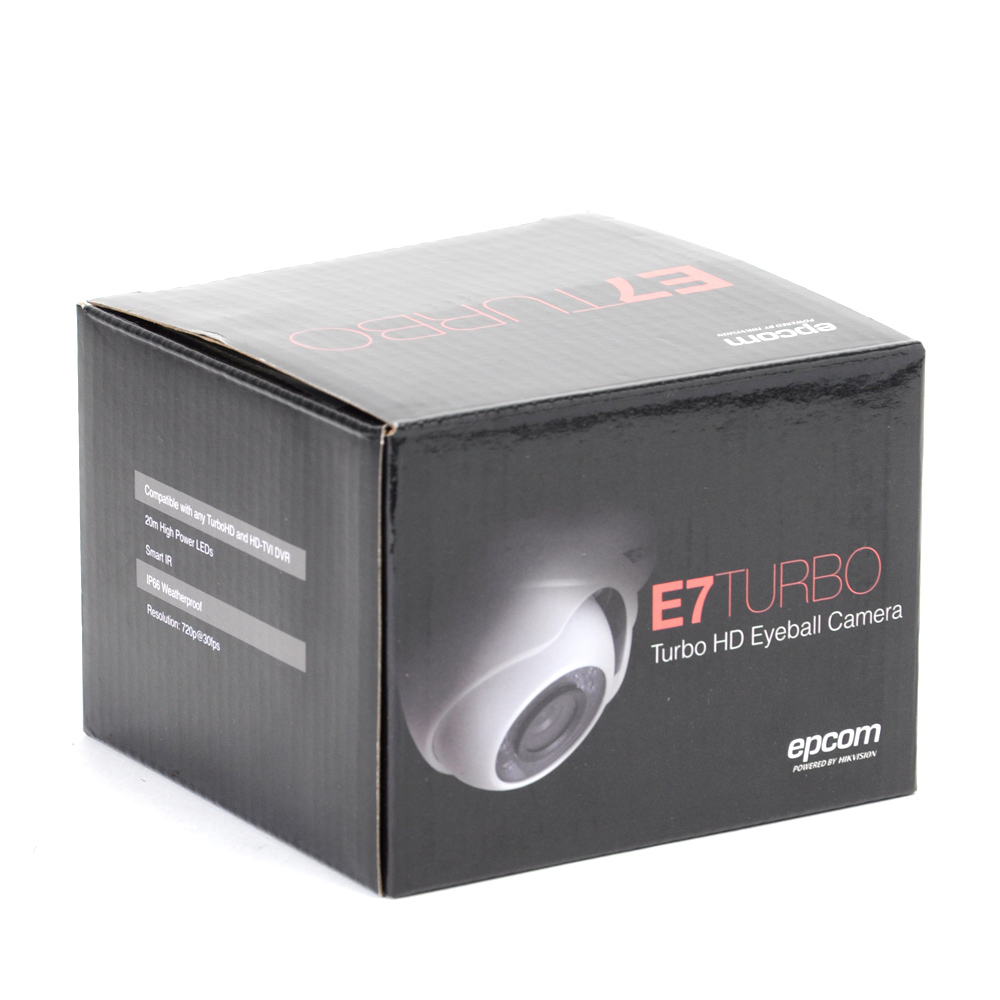 E7TURBO
epcom
POWERED BY HIKVISION
Compatible with any TurboHD and HD-TVI DVR
20m High Power LEDs
Smart IR
IP66 Weatherproof
Resolution: 720p@30fps
E7TURBO
Turbo HD Eyeball Camera
epcom
POWERED BY HIKVISION